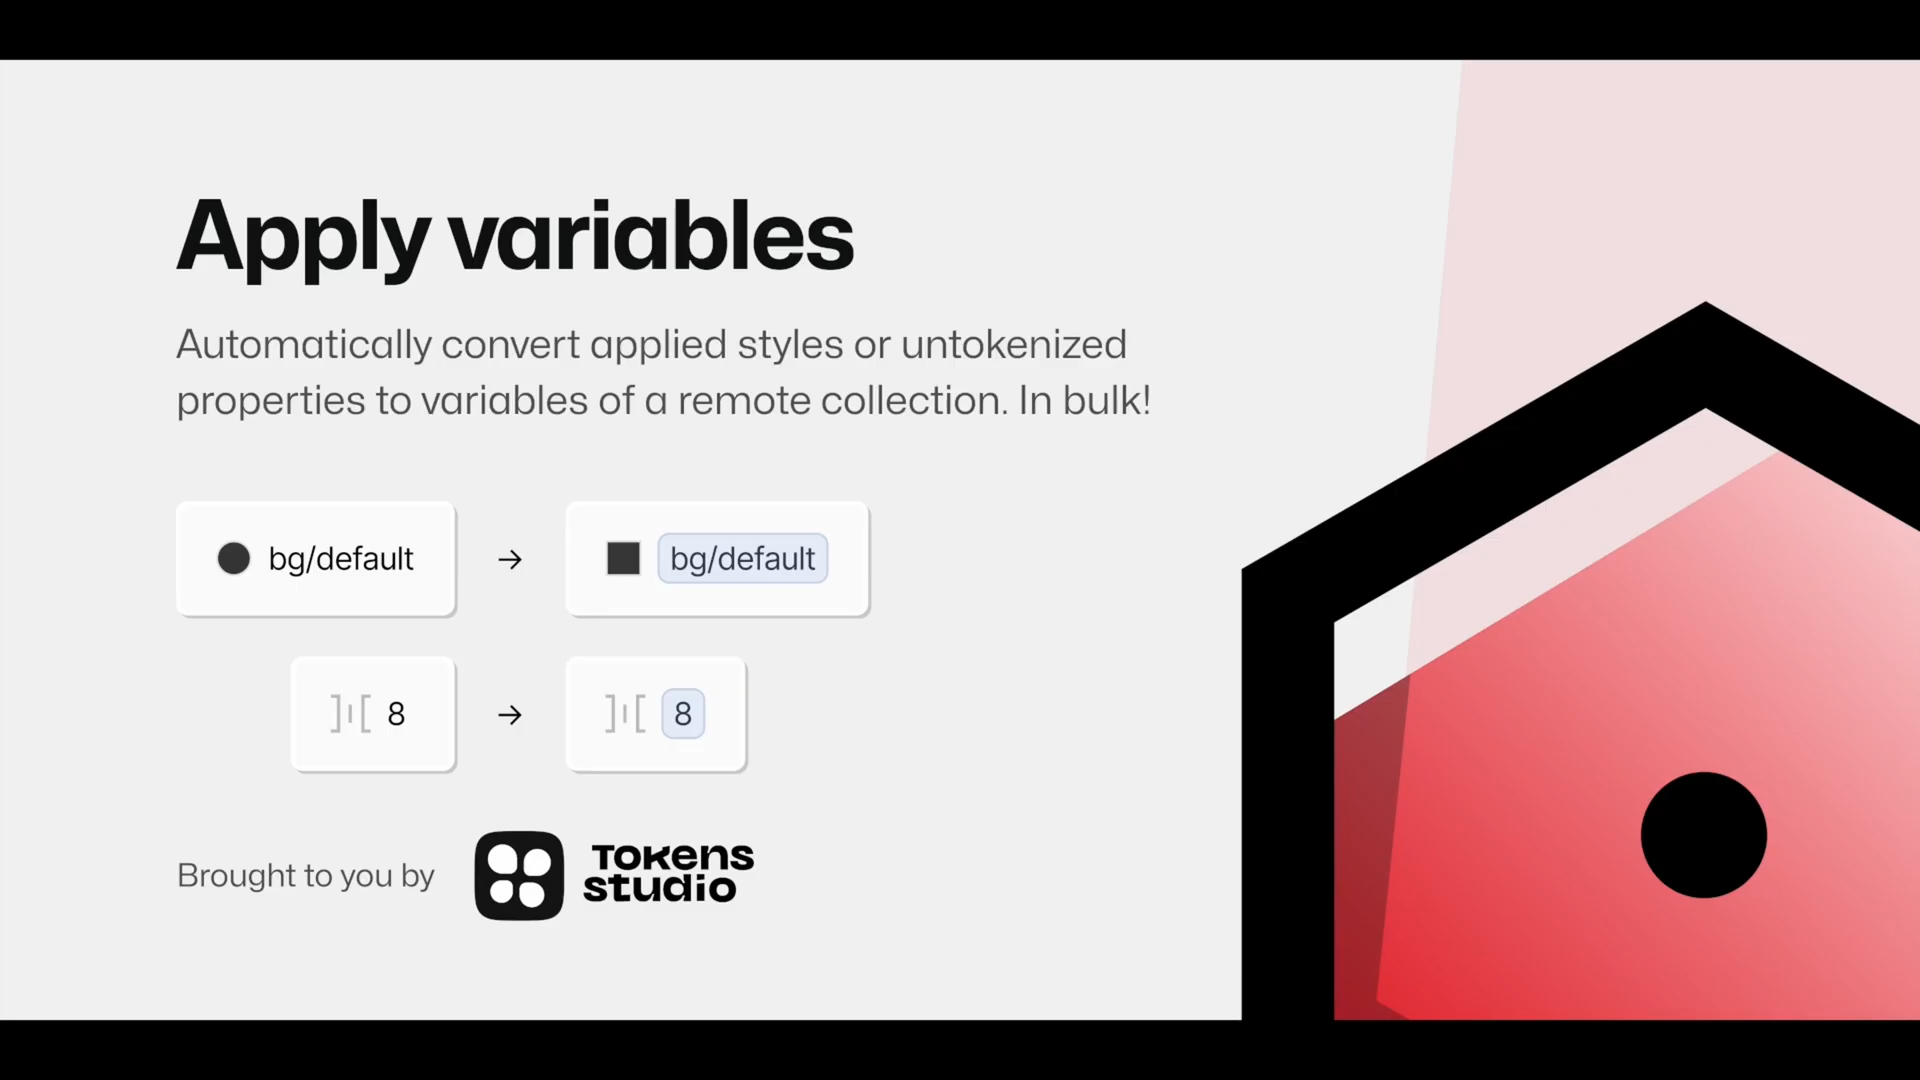 Apply variables
Automatically convert applied styles or untokenized
properties to variables of a remote collection. In bulk!
bg/default → bg/default
8 → 8
Brought to you by
Tokens
studio